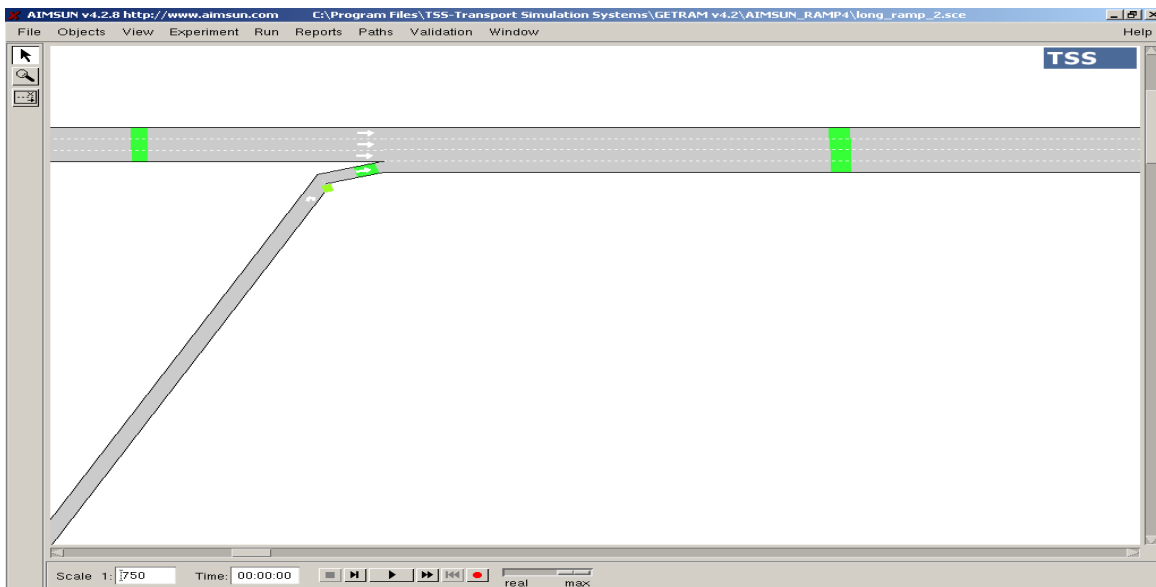 AIMSUN v4.2.8 http://www.aimsun.com C:\Program Files\TSS-Transport Simulation Systems\GETRAM v4.2\AIMSUN_RAMP4\long_ramp_2.sce
File Objects View Experiment Run Reports Paths Validation Window Help
TSS
Scale 1: 750 Time: 00:00:00
real max